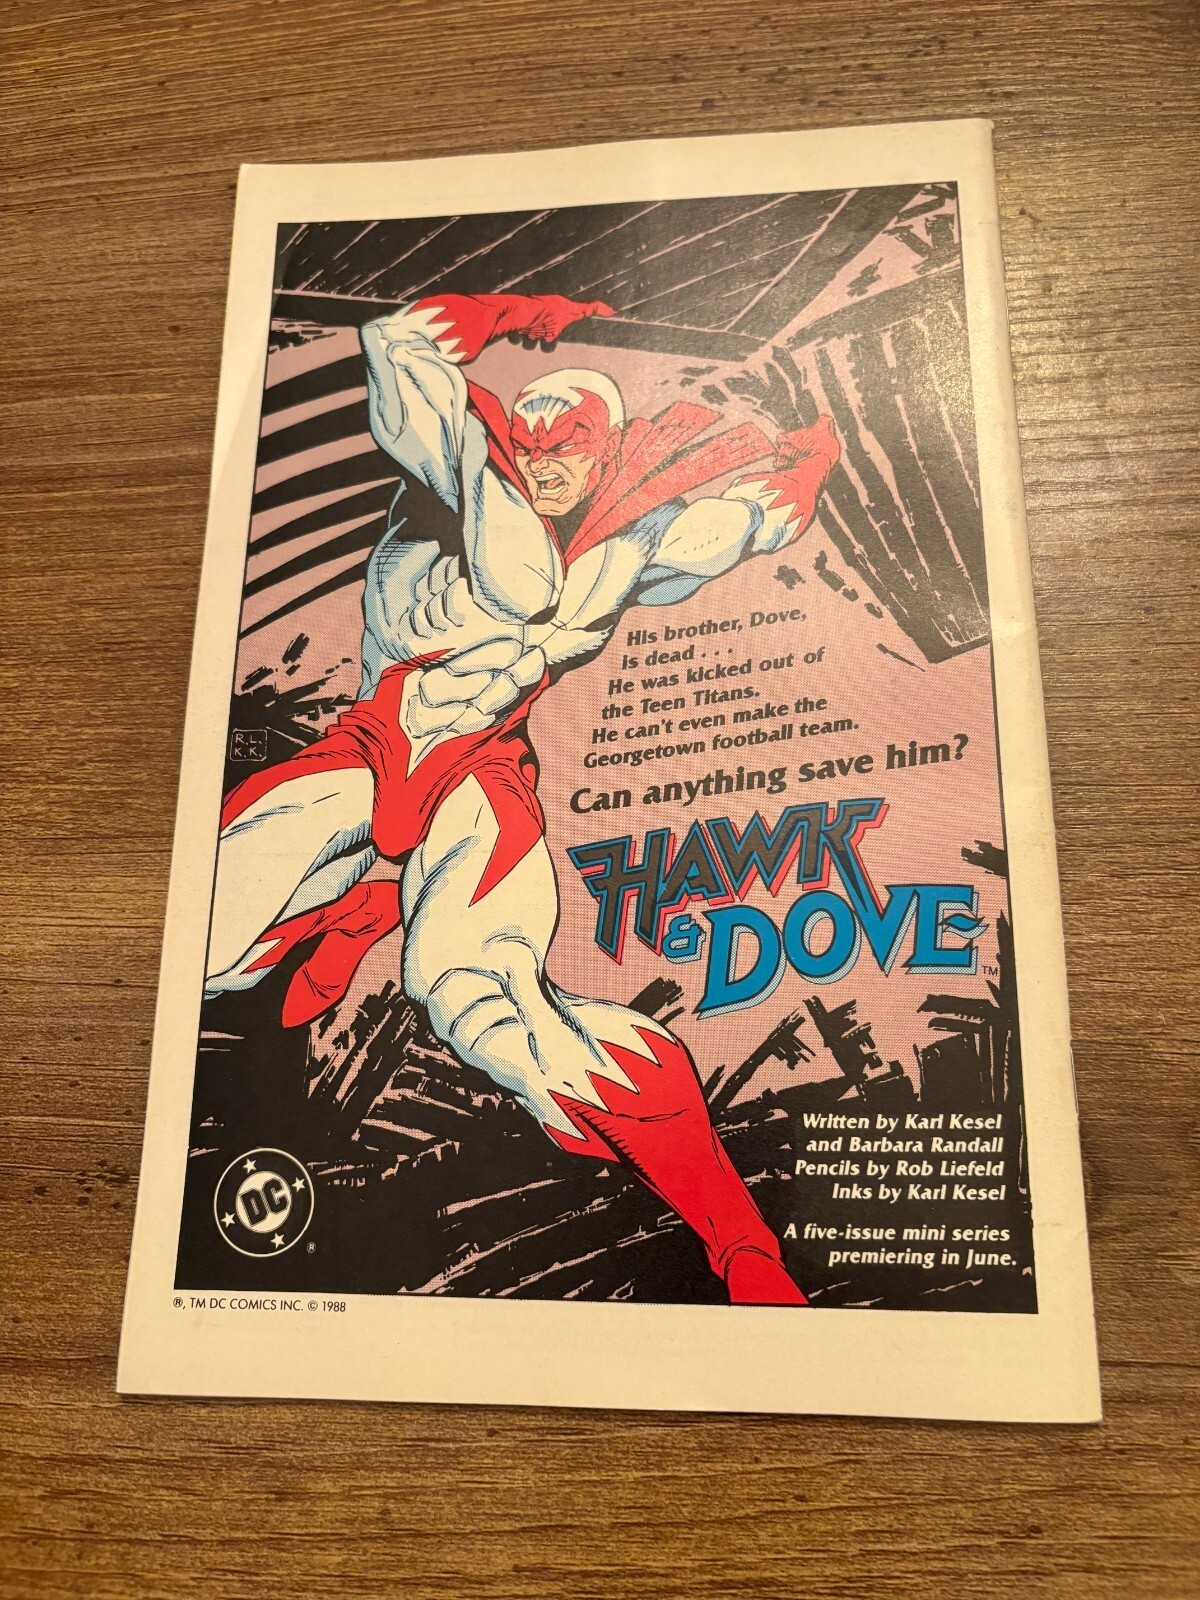 His brother, Dove,
is dead . . .
He was kicked out of
the Teen Titans.
He can't even make the
Georgetown football team.
Can anything save him?
HAWK
& DOVE™
R.L.
K.K.
Written by Karl Kesel
and Barbara Randall
Pencils by Rob Liefeld
Inks by Karl Kesel
A five-issue mini series
premiering in June.
DC
®
®, TM DC COMICS INC. © 1988